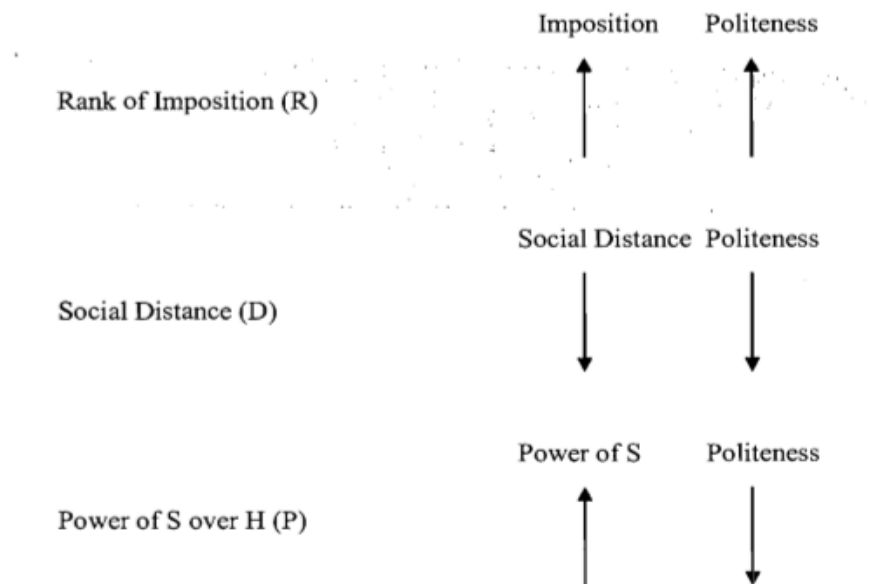 Imposition Politeness
Rank of Imposition (R)
Social Distance Politeness
Social Distance (D)
Power of S Politeness
Power of S over H (P)